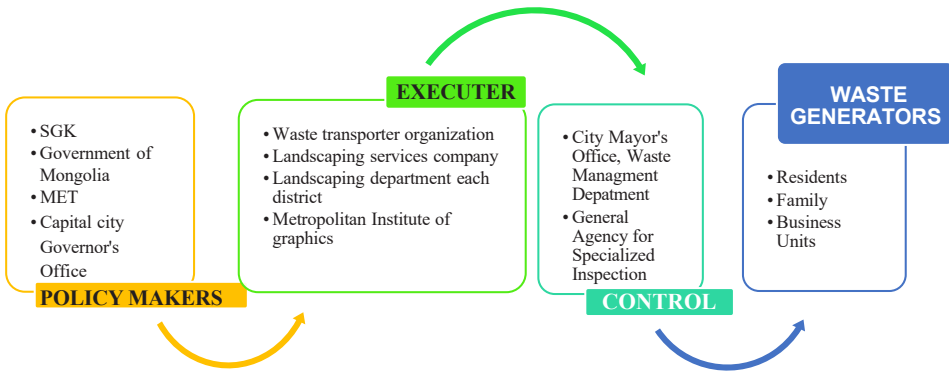 • SGK
• Government of
Mongolia
• MET
• Capital city
Governor's
Office
POLICY MAKERS
EXECUTER
• Waste transporter organization
• Landscaping services company
• Landscaping department each
district
• Metropolitan Institute of
graphics
• City Mayor's
Office, Waste
Managment
Depatment
• General
Agency for
Specialized
Inspection
CONTROL
WASTE
GENERATORS
• Residents
• Family
• Business
Units